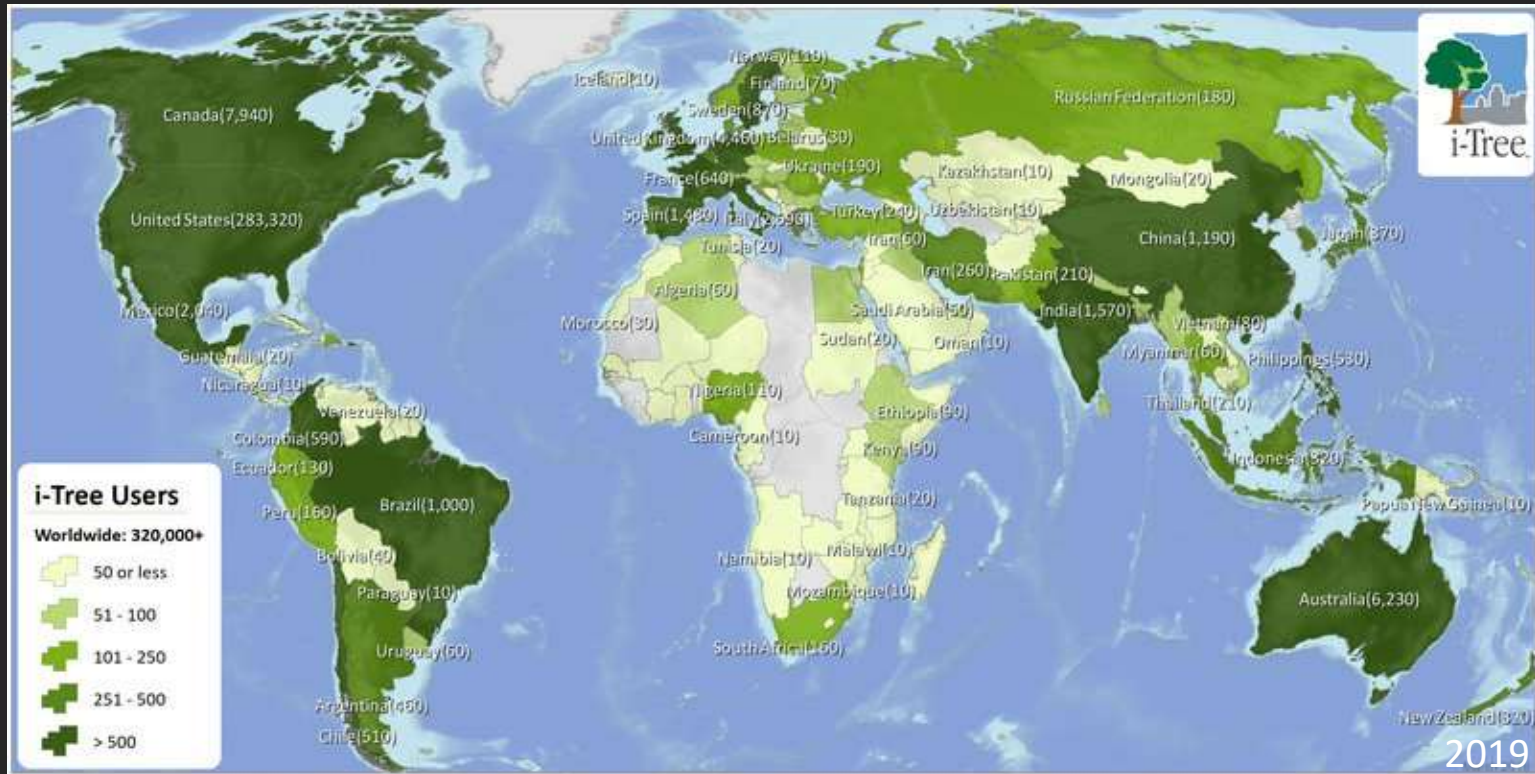 i-Tree
Norway(110)
Iceland(10)
Finland(70)
Canada(7,940)
Sweden(870)
Russian Federation(180)
United Kingdom(4,460)
Belarus(30)
Ukraine(190)
France(640)
Kazakhstan(10)
Mongolia(20)
United States(283,320)
Spain(1,480)
Turkey(240)
Uzbekistan(10)
China(1,190)
Tunisia(20)
Iran(260)
Pakistan(210)
Algeria(60)
Mexico(2,040)
Saudi Arabia(50)
India(1,570)
Morocco(30)
Vietnam(80)
Sudan(20)
Oman(10)
Myanmar(60)
Philippines(530)
Guatemala(20)
Nicaragua(10)
Nigeria(110)
Thailand(210)
Venezuela(20)
Ethiopia(90)
Colombia(590)
Cameroon(10)
Kenya(90)
Indonesia(320)
Ecuador(130)
Tanzania(20)
Brazil(1,000)
Papua New Guinea(10)
Peru(160)
Bolivia(40)
Namibia(10)
Malawi(10)
Paraguay(10)
Mozambique(10)
Australia(6,230)
Uruguay(60)
South Africa(160)
Argentina(460)
New Zealand(320)
Chile(510)
i-Tree Users
Worldwide: 320,000+
50 or less
51 - 100
101 - 250
251 - 500
> 500
2019